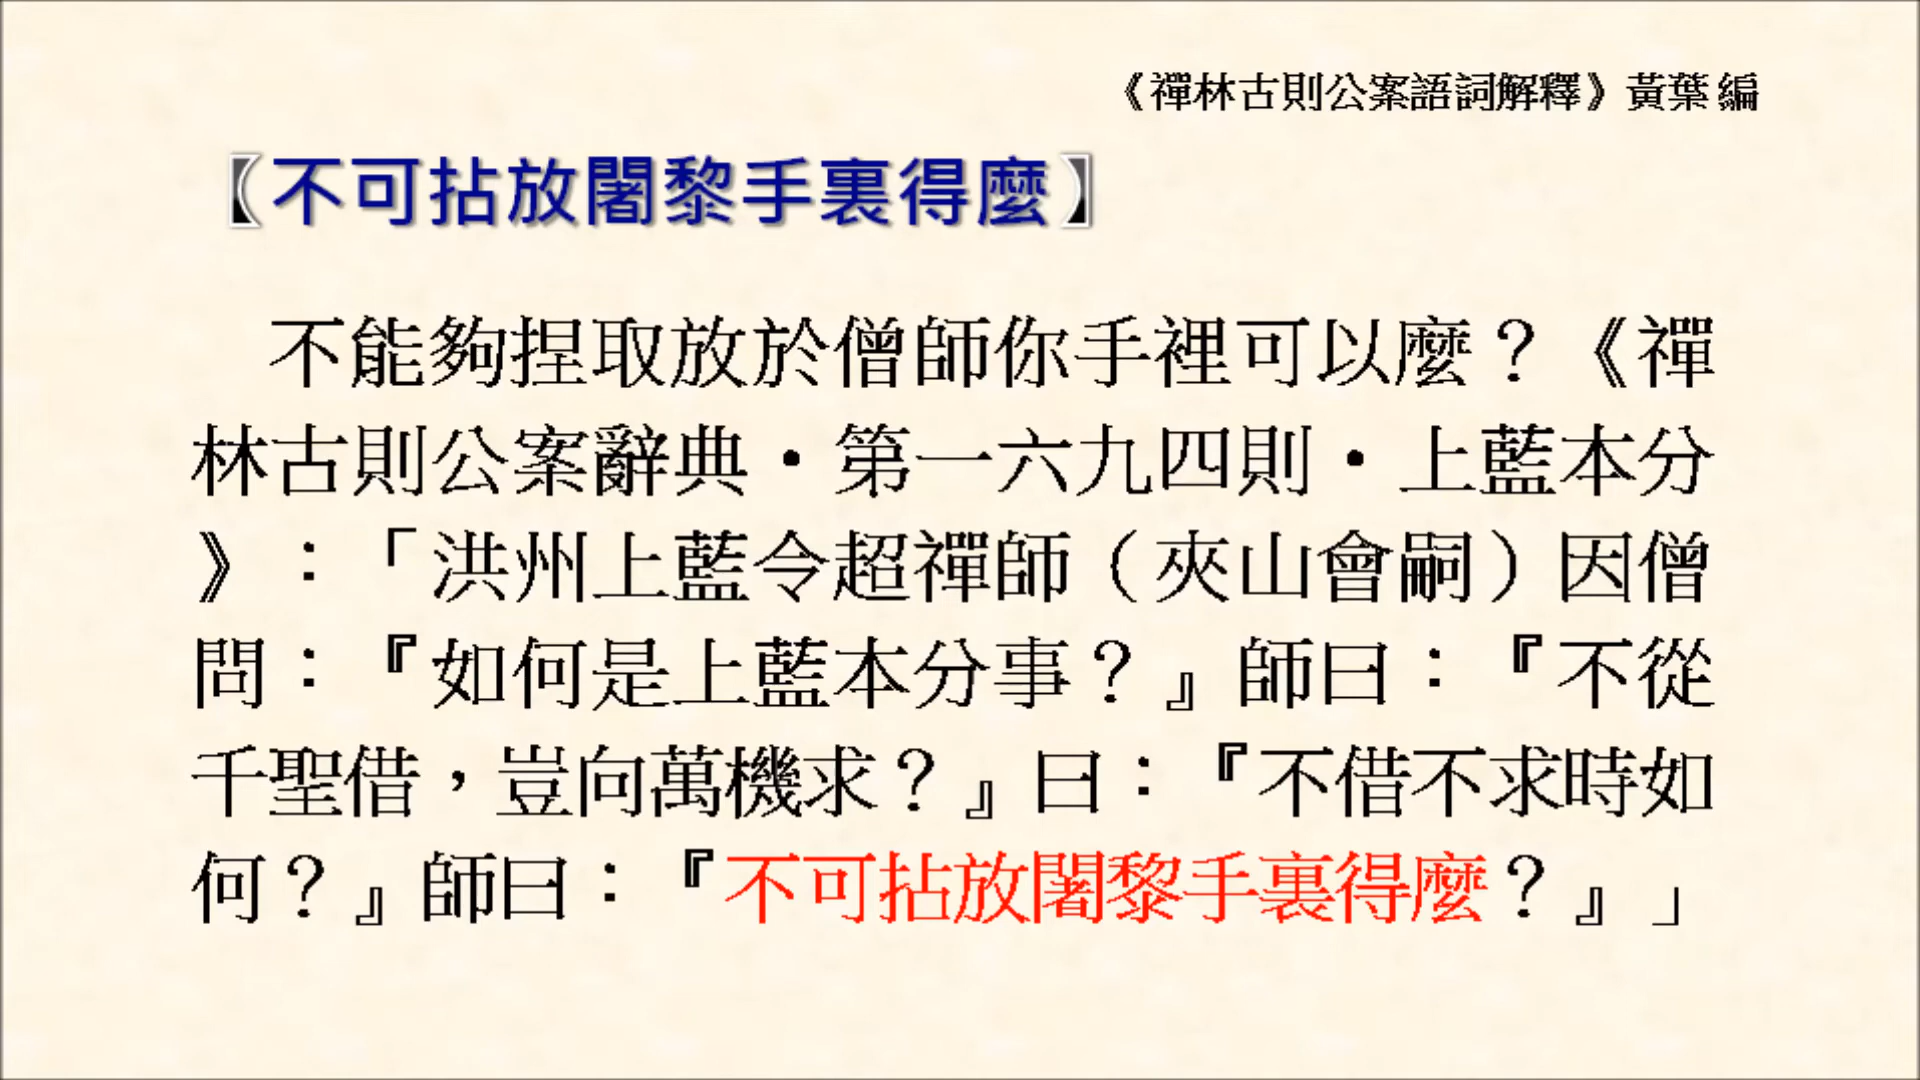 《禪林古則公案語詞解釋》黃葉編
【不可拈放闍黎手裏得麼】
不能夠捏取放於僧師你手裡可以麼？《禪
林古則公案辭典・第一六九四則・上藍本分
》：「洪州上藍令超禪師（夾山會嗣）因僧
問：『如何是上藍本分事？』師曰：『不從
千聖借，豈向萬機求？』曰：『不借不求時如
何？』師曰：『不可拈放闍黎手裏得麼？』」